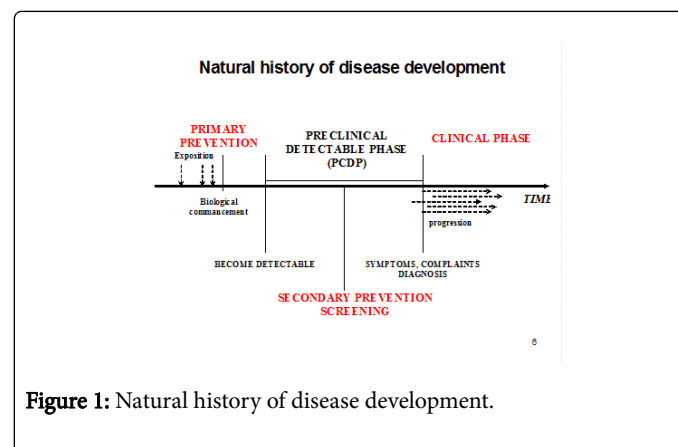 Natural history of disease development
PRIMARY
PREVENTION
Exposition
PRECLINICAL
DETECTABLE PHASE
(PCDP)
CLINICAL PHASE
Biological
commancement
TIME
progression
BECOME DETECTABLE
SYMPTOMS, COMPLAINTS
DIAGNOSIS
SECONDARY PREVENTION
SCREENING
6
Figure 1: Natural history of disease development.